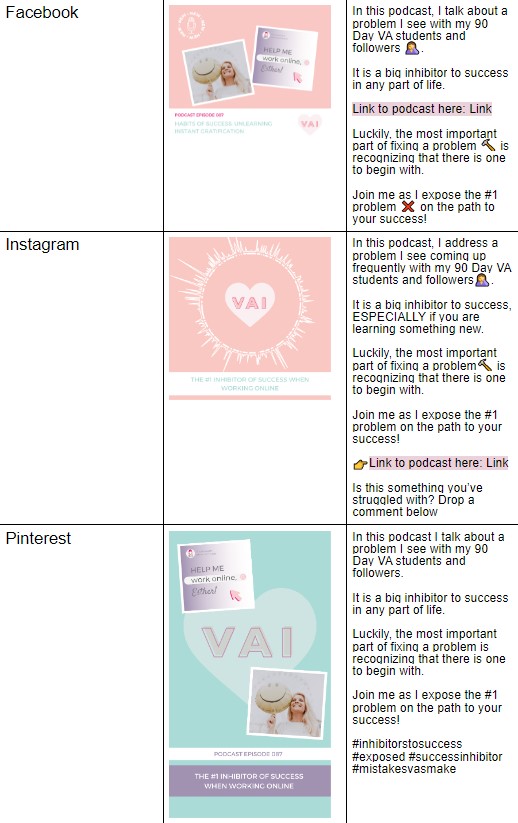 Facebook
HELP ME
work online,
Esther!
PODCAST EPISODE 087
HABITS OF SUCCESS: UNLEARNING
INSTANT GRATIFICATION
VAI
In this podcast, I talk about a
problem I see with my 90
Day VA students and
followers 🤦‍♀️.
It is a big inhibitor to success
in any part of life.
Link to podcast here: Link
Luckily, the most important
part of fixing a problem 🔨 is
recognizing that there is one
to begin with.
Join me as I expose the #1
problem ❌ on the path to
your success!
Instagram
VAI
THE #1 INHIBITOR OF SUCCESS WHEN
WORKING ONLINE
In this podcast, I address a
problem I see coming up
frequently with my 90 Day VA
students and followers🤦‍♀️.
It is a big inhibitor to success,
ESPECIALLY if you are
learning something new.
Luckily, the most important
part of fixing a problem🔨 is
recognizing that there is one
to begin with.
Join me as I expose the #1
problem on the path to your
success!
👉Link to podcast here: Link
Is this something you've
struggled with? Drop a
comment below
Pinterest
HELP ME
work online,
Esther!
VAI
PODCAST EPISODE 087
THE #1 INHIBITOR OF SUCCESS
WHEN WORKING ONLINE
In this podcast I talk about a
problem I see with my 90
Day VA students and
followers.
It is a big inhibitor to success
in any part of life.
Luckily, the most important
part of fixing a problem is
recognizing that there is one
to begin with.
Join me as I expose the #1
problem on the path to your
success!
#inhibitorstosuccess
#exposed #successinhibitor
#mistakesvasmake